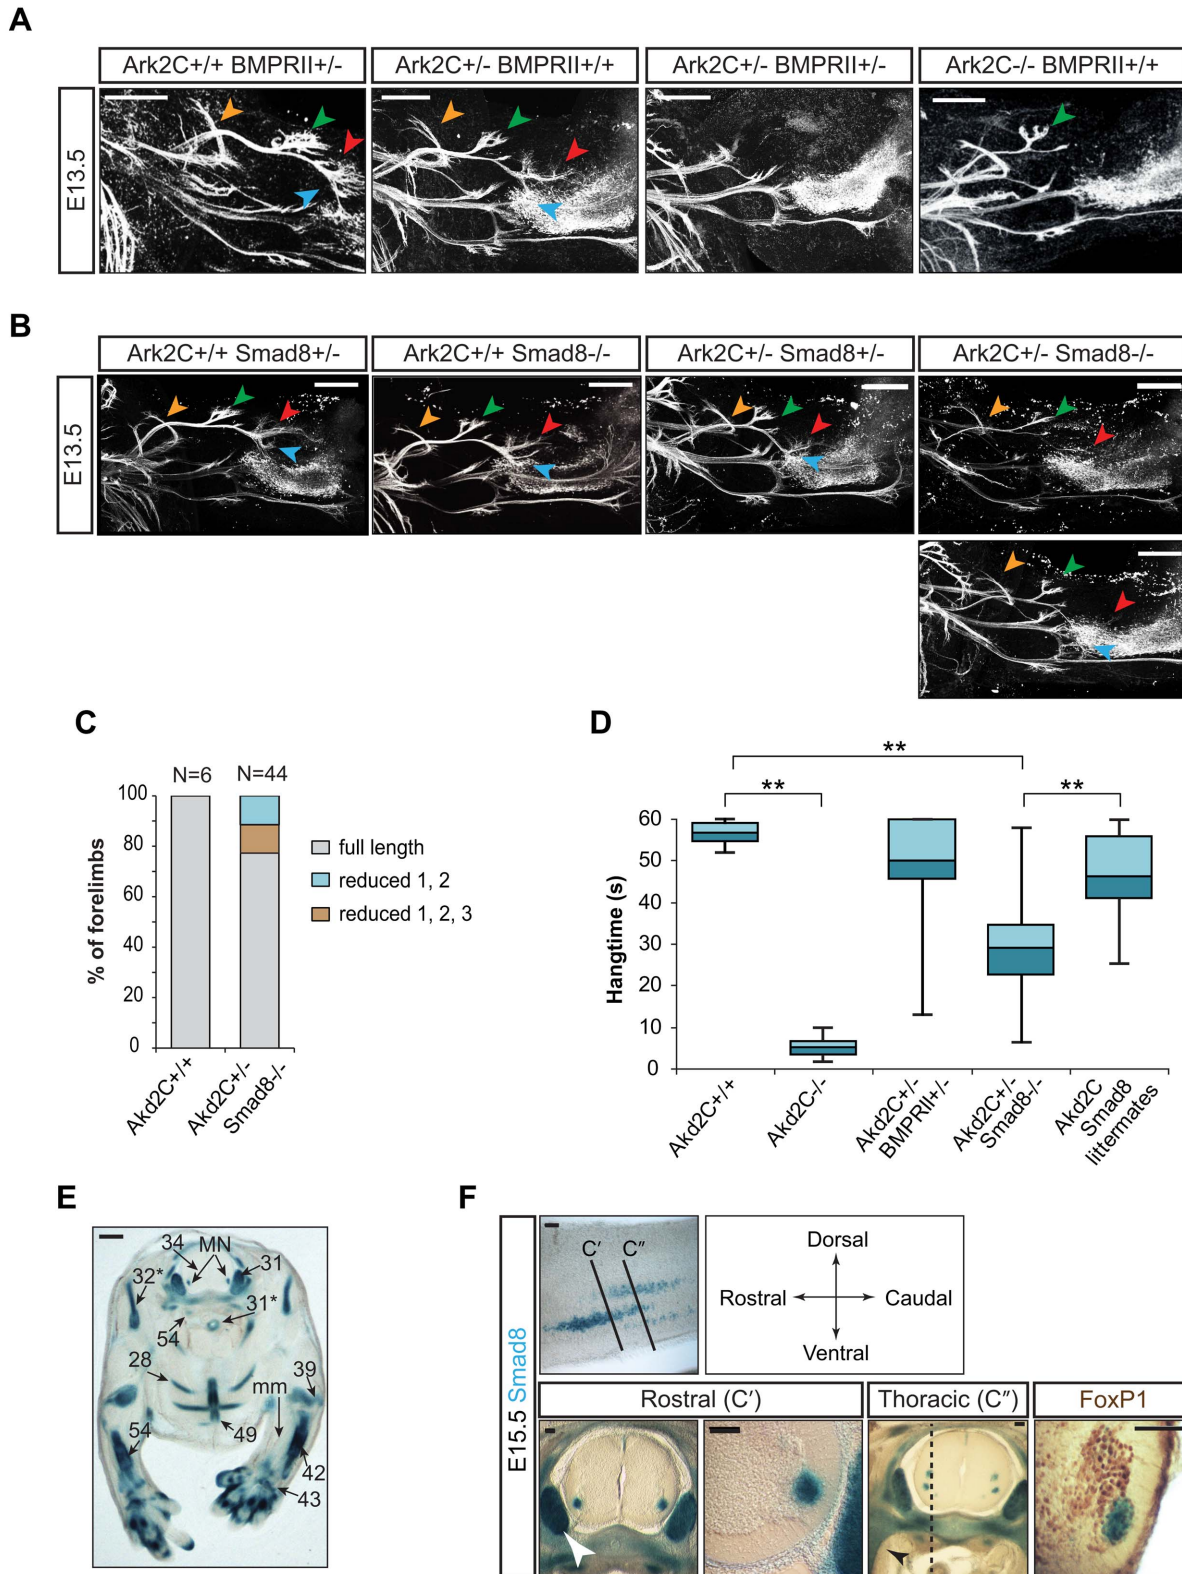 A
Ark2C+/+ BMPRII+/-
Ark2C+/- BMPRII+/+
Ark2C+/- BMPRII+/-
Ark2C-/- BMPRII+/+
E13.5
B
Ark2C+/+ Smad8+/-
Ark2C+/+ Smad8-/-
Ark2C+/- Smad8+/-
Ark2C+/- Smad8-/-
E13.5
C
N=6 N=44
% of forelimbs
100
80
60
40
20
0
full length
reduced 1, 2
reduced 1, 2, 3
Akd2C+/+
Akd2C+/-
Smad8-/-
D
**
**
**
Hangtime (s)
60
50
40
30
20
10
0
Akd2C+/+
Akd2C-/-
Akd2C+/-
BMPRII+/-
Akd2C+/-
Smad8-/-
Akd2C
Smad8
littermates
E
34 MN 31
32*
31*
54
28
mm
39
49
54
42
43
F
E15.5 Smad8
C′ C″
Dorsal
Rostral
Caudal
Ventral
Rostral (C′)
Thoracic (C″)
FoxP1